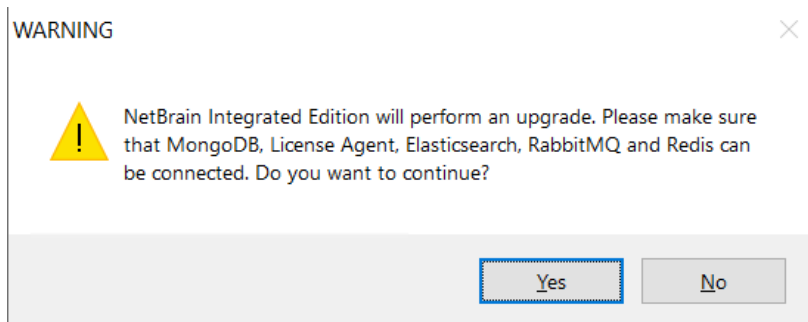 WARNING
NetBrain Integrated Edition will perform an upgrade. Please make sure
that MongoDB, License Agent, Elasticsearch, RabbitMQ and Redis can
be connected. Do you want to continue?
Yes
No